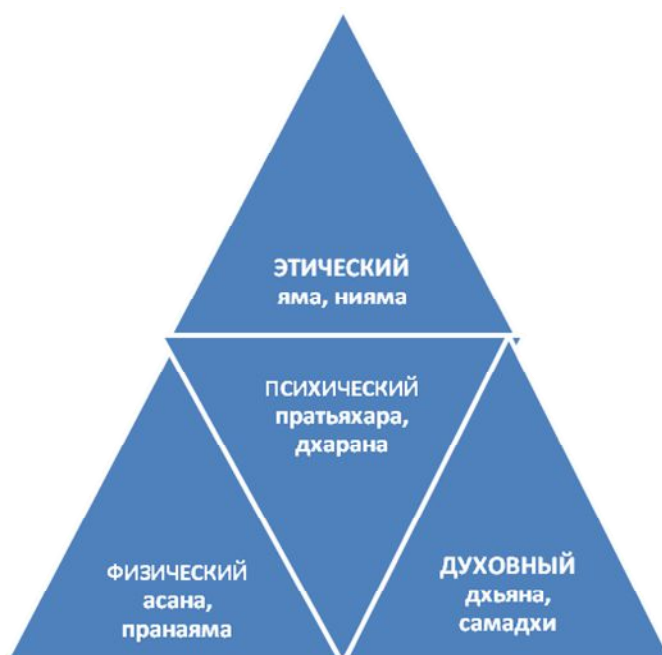 ЭТИЧЕСКИЙ
яма, нияма
ПСИХИЧЕСКИЙ
пратьяхара,
дхарана
ФИЗИЧЕСКИЙ
асана,
пранаяма
ДУХОВНЫЙ
дхьяна,
самадхи